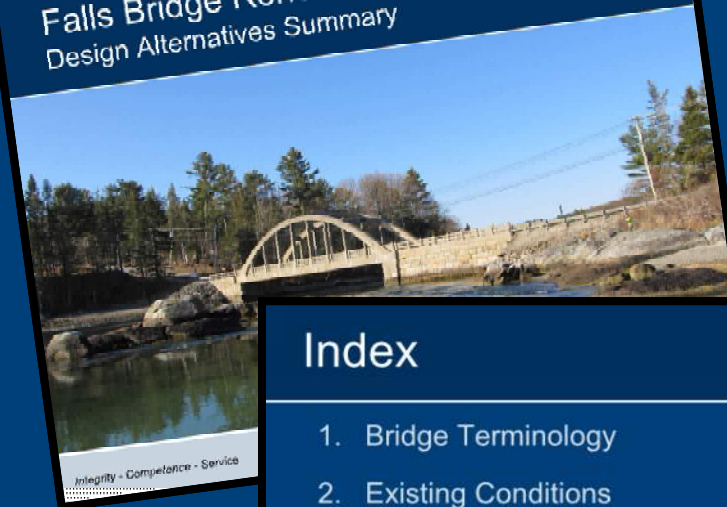 Falls Bridge
Design Alternatives Summary
Integrity - Competence - Service
Index
1. Bridge Terminology
2. Existing Conditions